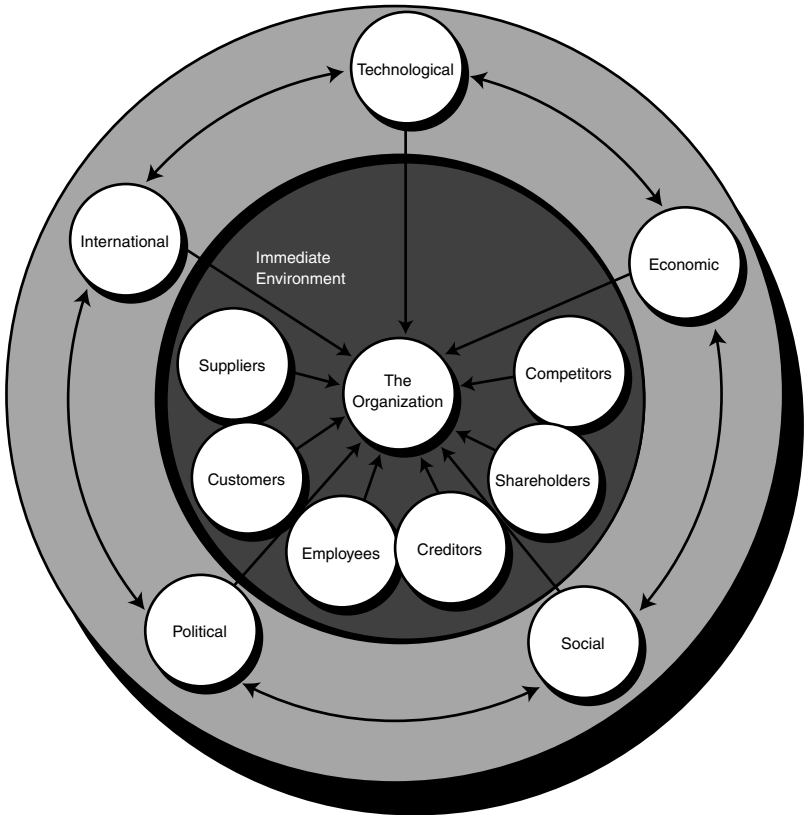 Technological
International
Economic
Immediate
Environment
Suppliers
The
Organization
Competitors
Customers
Shareholders
Employees
Creditors
Political
Social